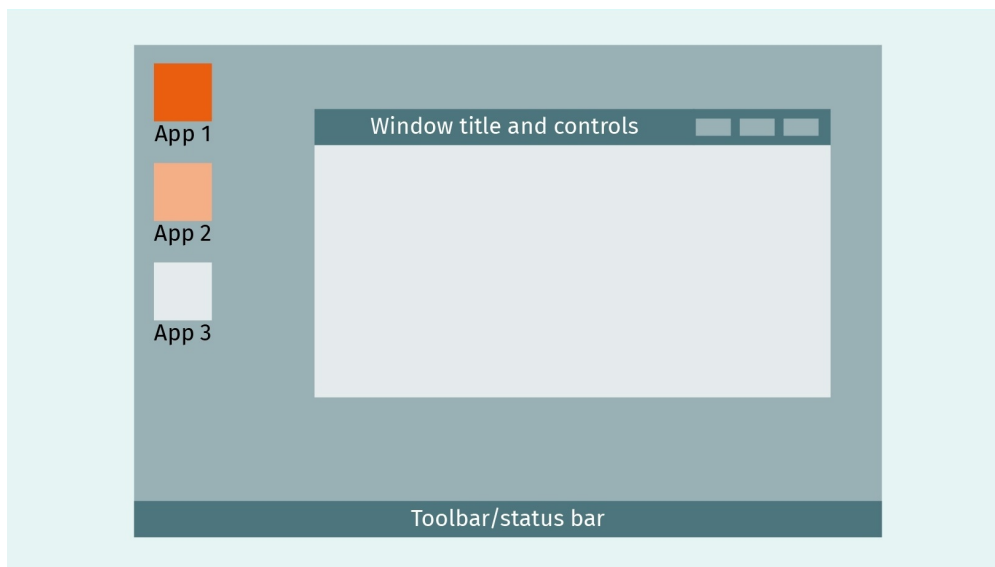 App 1
App 2
App 3
Window title and controls
Toolbar/status bar